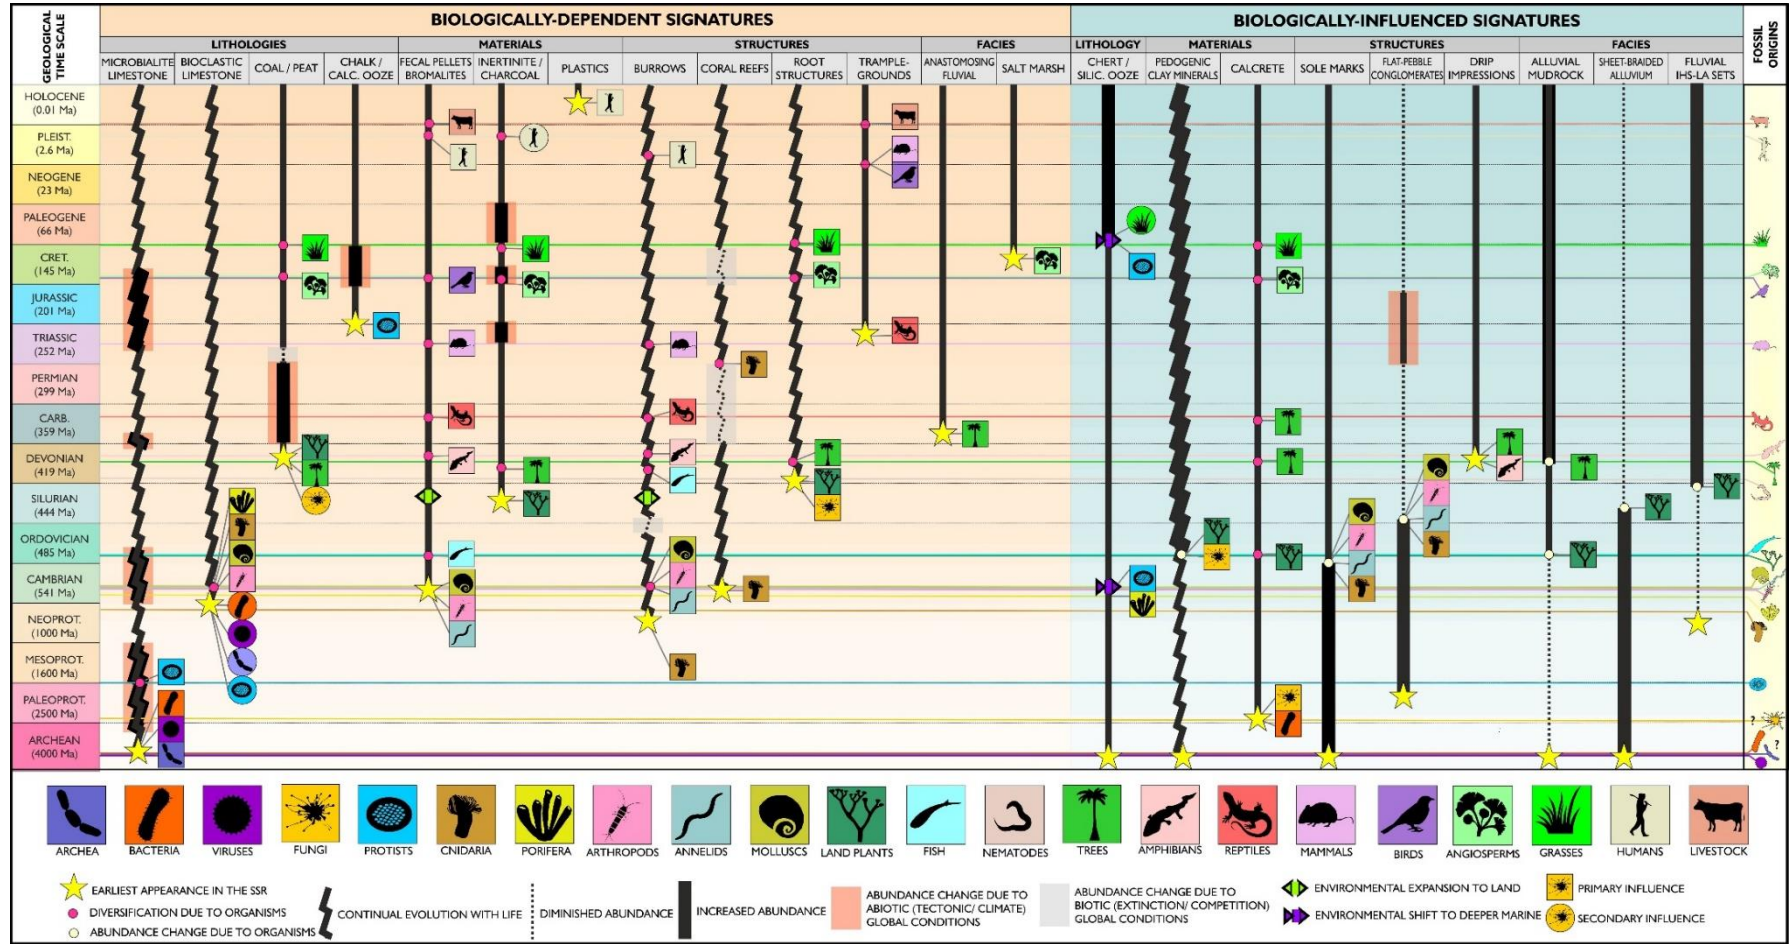 GEOLOGICAL
TIME SCALE
BIOLOGICALLY-DEPENDENT SIGNATURES
BIOLOGICALLY-INFLUENCED SIGNATURES
FOSSIL
ORIGINS
LITHOLOGIES
MATERIALS
STRUCTURES
FACIES
LITHOLOGY
MATERIALS
STRUCTURES
FACIES
MICROBIALITE
LIMESTONE
BIOCLASTIC
LIMESTONE
COAL / PEAT
CHALK /
CALC. OOZE
FECAL PELLETS
BROMALITES
INERTINITE /
CHARCOAL
PLASTICS
BURROWS
CORAL REEFS
ROOT
STRUCTURES
TRAMPLE-
GROUNDS
ANASTOMOSING
FLUVIAL
SALT MARSH
CHERT /
SILIC. OOZE
PEDOGENIC
CLAY MINERALS
CALCRETE
SOLE MARKS
FLAT-PEBBLE
CONGLOMERATES
DRIP
IMPRESSIONS
ALLUVIAL
MUDROCK
SHEET-BRAIDED
ALLUVIUM
FLUVIAL
IHS-LA SETS
HOLOCENE
(0.01 Ma)
PLEIST.
(2.6 Ma)
NEOGENE
(23 Ma)
PALEOGENE
(66 Ma)
CRET.
(145 Ma)
JURASSIC
(201 Ma)
TRIASSIC
(252 Ma)
PERMIAN
(299 Ma)
CARB.
(359 Ma)
DEVONIAN
(419 Ma)
SILURIAN
(444 Ma)
ORDOVICIAN
(485 Ma)
CAMBRIAN
(541 Ma)
NEOPROT.
(1000 Ma)
MESOPROT.
(1600 Ma)
PALEOPROT.
(2500 Ma)
ARCHEAN
(4000 Ma)
?
?
ARCHEA
BACTERIA
VIRUSES
FUNGI
PROTISTS
CNIDARIA
PORIFERA
ARTHROPODS
ANNELIDS
MOLLUSCS
LAND PLANTS
FISH
NEMATODES
TREES
AMPHIBIANS
REPTILES
MAMMALS
BIRDS
ANGIOSPERMS
GRASSES
HUMANS
LIVESTOCK
EARLIEST APPEARANCE IN THE SSR
DIVERSIFICATION DUE TO ORGANISMS
ABUNDANCE CHANGE DUE TO ORGANISMS
CONTINUAL EVOLUTION WITH LIFE
DIMINISHED ABUNDANCE
INCREASED ABUNDANCE
ABUNDANCE CHANGE DUE TO
ABIOTIC (TECTONIC/ CLIMATE)
GLOBAL CONDITIONS
ABUNDANCE CHANGE DUE TO
BIOTIC (EXTINCTION/ COMPETITION)
GLOBAL CONDITIONS
ENVIRONMENTAL EXPANSION TO LAND
ENVIRONMENTAL SHIFT TO DEEPER MARINE
PRIMARY INFLUENCE
SECONDARY INFLUENCE